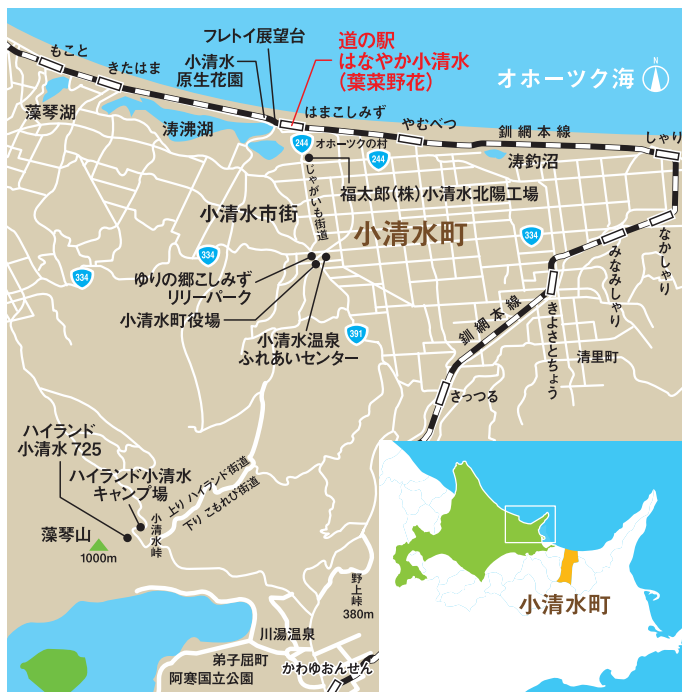 フレトイ展望台
道の駅
はなやか小清水
(葉菜野花)
もこと
きたはま
小清水
原生花園
オホーツク海
N
藻琴湖
涛沸湖
はまこしみず
やむべつ
釧網本線
しゃり
244
オホーツクの村
244
涛釣沼
じゃがいも街道
福太郎(株)小清水北陽工場
小清水市街
小清水町
334
334
334
なかしゃり
みなみしゃり
ゆりの郷こしみず
リリーパーク
小清水町役場
小清水温泉
ふれあいセンター
391
釧網本線
きよさとちょう
清里町
さっつる
ハイランド
小清水 725
ハイランド小清水
キャンプ場
上り ハイランド街道
下り こもれび街道
藻琴山
1000m
小清水峠
野上峠
380m
川湯温泉
弟子屈町
阿寒国立公園
かわゆおんせん
小清水町